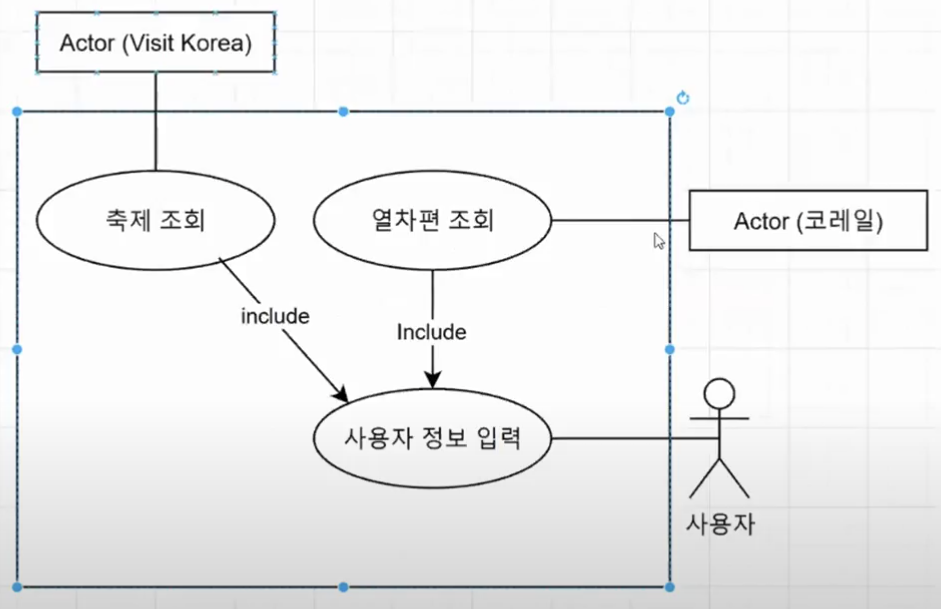 Actor (Visit Korea)
축제 조회
열차편 조회
Actor (코레일)
include
Include
사용자 정보 입력
사용자